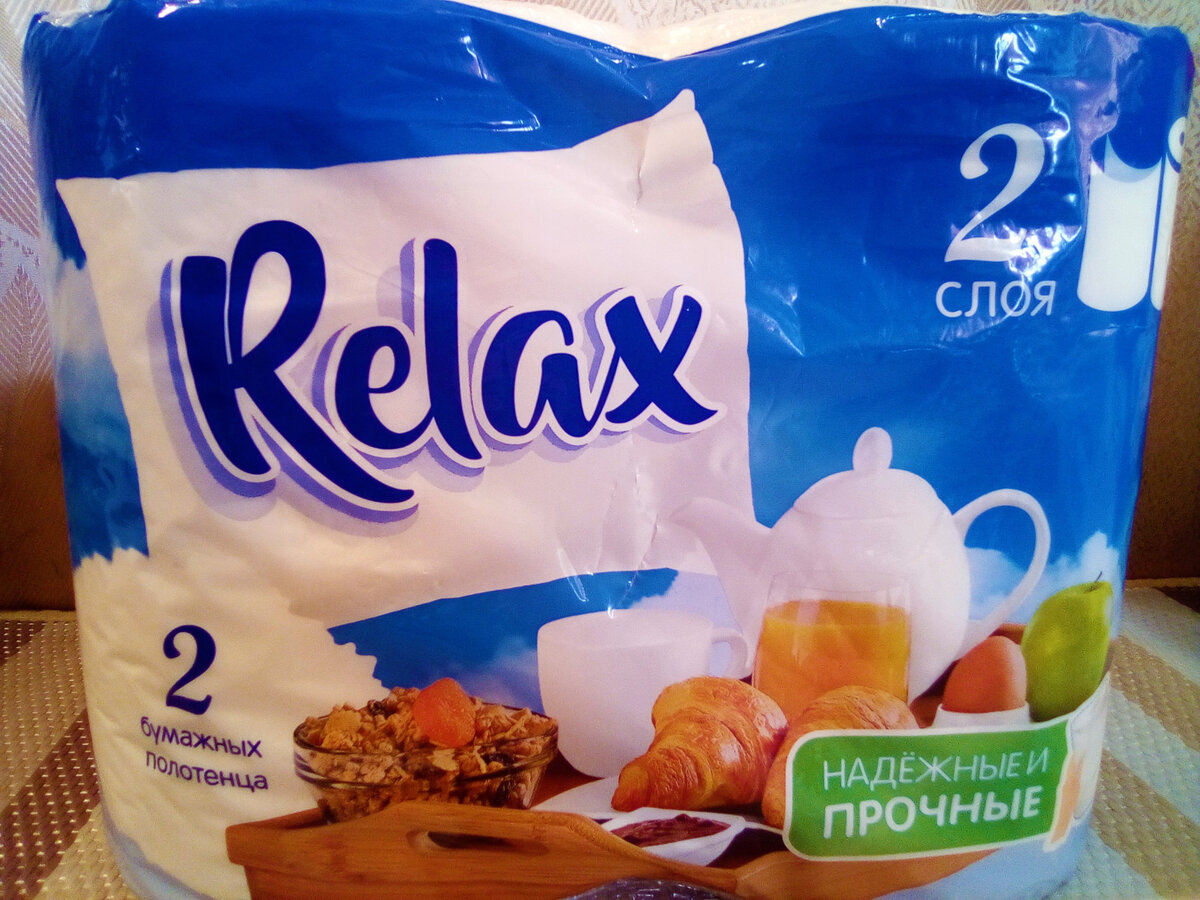 2
СЛОЯ
Relax
2
бумажных
полотенца
НАДЁЖНЫЕ И
ПРОЧНЫЕ